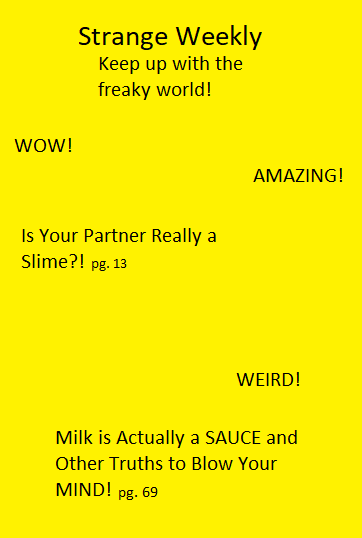 Strange Weekly
Keep up with the
freaky world!
WOW!
AMAZING!
Is Your Partner Really a
Slime?! pg. 13
WEIRD!
Milk is Actually a SAUCE and
Other Truths to Blow Your
MIND! pg. 69